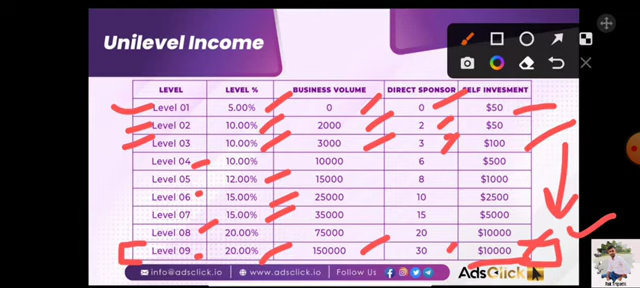 Unilevel Income
LEVEL LEVEL % BUSINESS VOLUME DIRECT SPONSOR SELF INVESMENT
Level 01 5.00% 0 0 $50
Level 02 10.00% 2000 2 $50
Level 03 10.00% 3000 3 $100
Level 04 10.00% 10000 6 $500
Level 05 12.00% 15000 8 $1000
Level 06 15.00% 25000 10 $2500
Level 07 15.00% 35000 15 $5000
Level 08 20.00% 75000 20 $10000
Level 09 20.00% 150000 30 $10000
info@adsclick.io www.adsclick.io Follow Us AdsClick